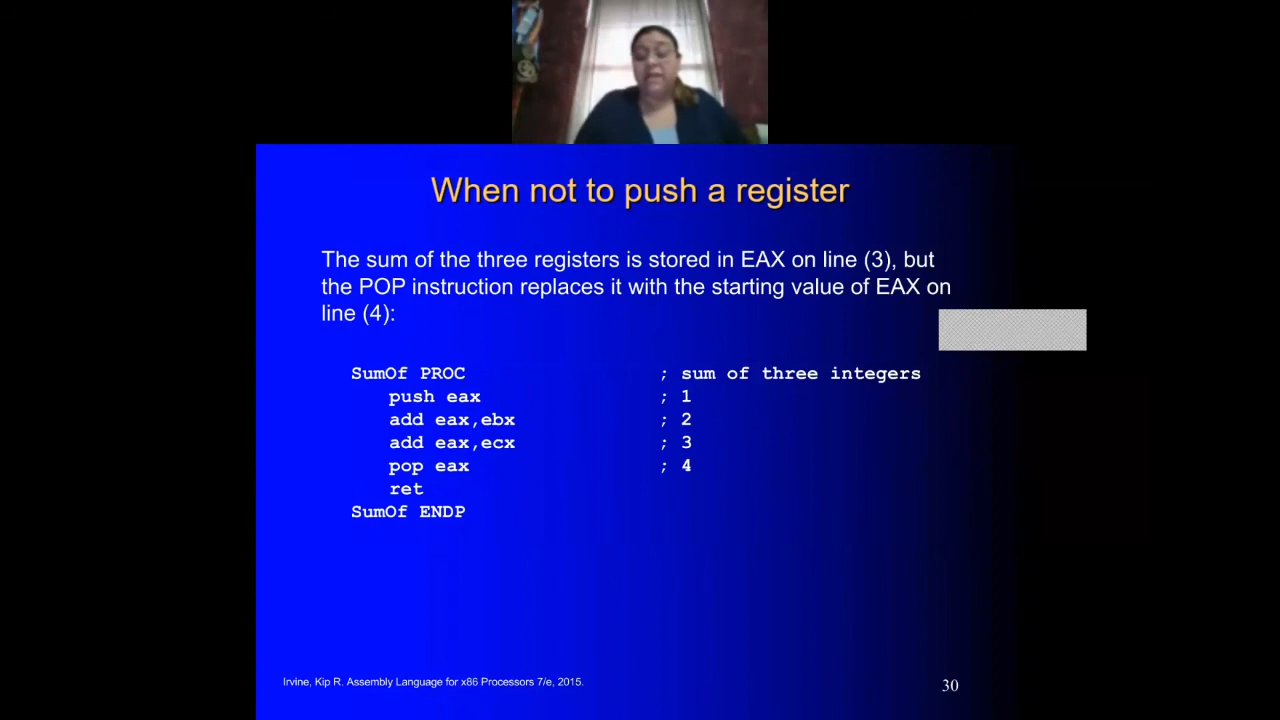 When not to push a register
The sum of the three registers is stored in EAX on line (3), but
the POP instruction replaces it with the starting value of EAX on
line (4):
SumOf PROC ; sum of three integers
push eax ; 1
add eax,ebx ; 2
add eax,ecx ; 3
pop eax ; 4
ret
SumOf ENDP
Irvine, Kip R. Assembly Language for x86 Processors 7/e, 2015.
30